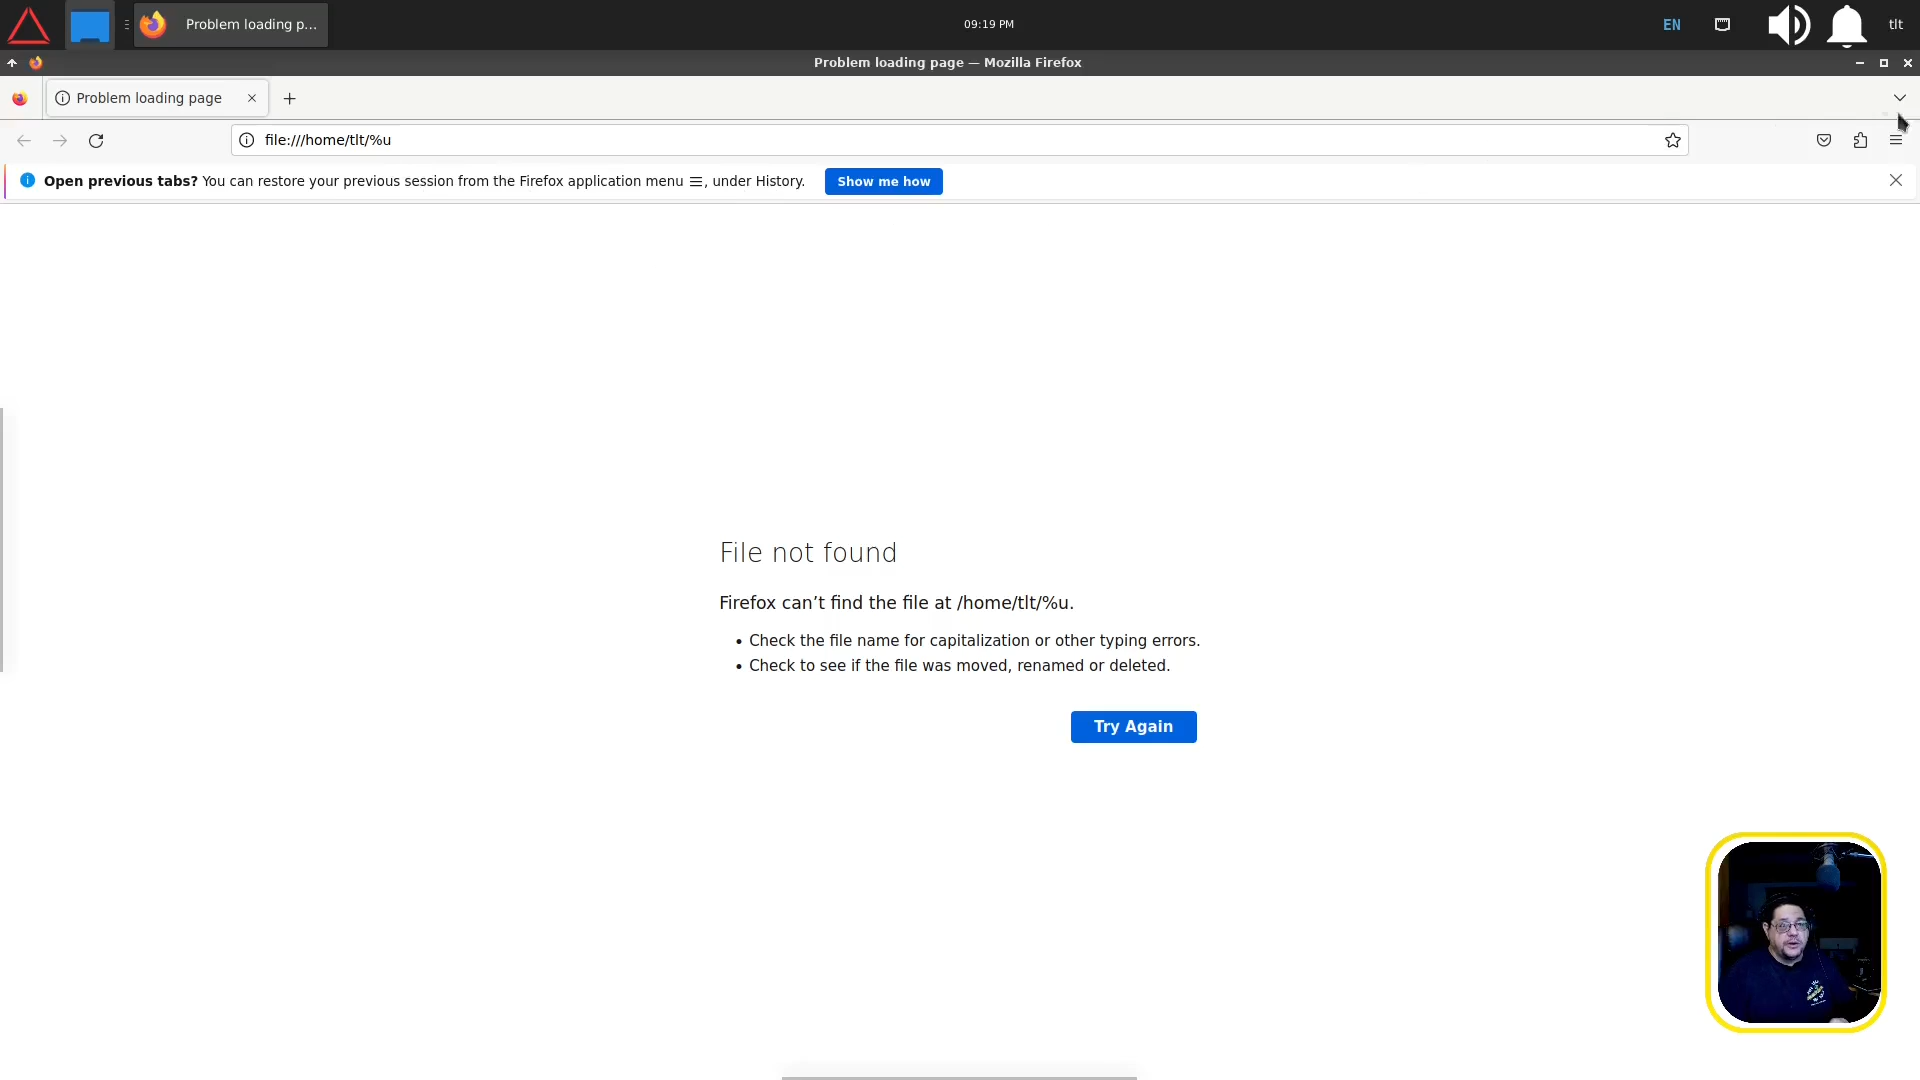 Problem loading p...
09:19 PM
EN
tlt
Problem loading page — Mozilla Firefox
Problem loading page
file:///home/tlt/%u
Open previous tabs? You can restore your previous session from the Firefox application menu ≡, under History.
Show me how
File not found
Firefox can’t find the file at /home/tlt/%u.
• Check the file name for capitalization or other typing errors.
• Check to see if the file was moved, renamed or deleted.
Try Again